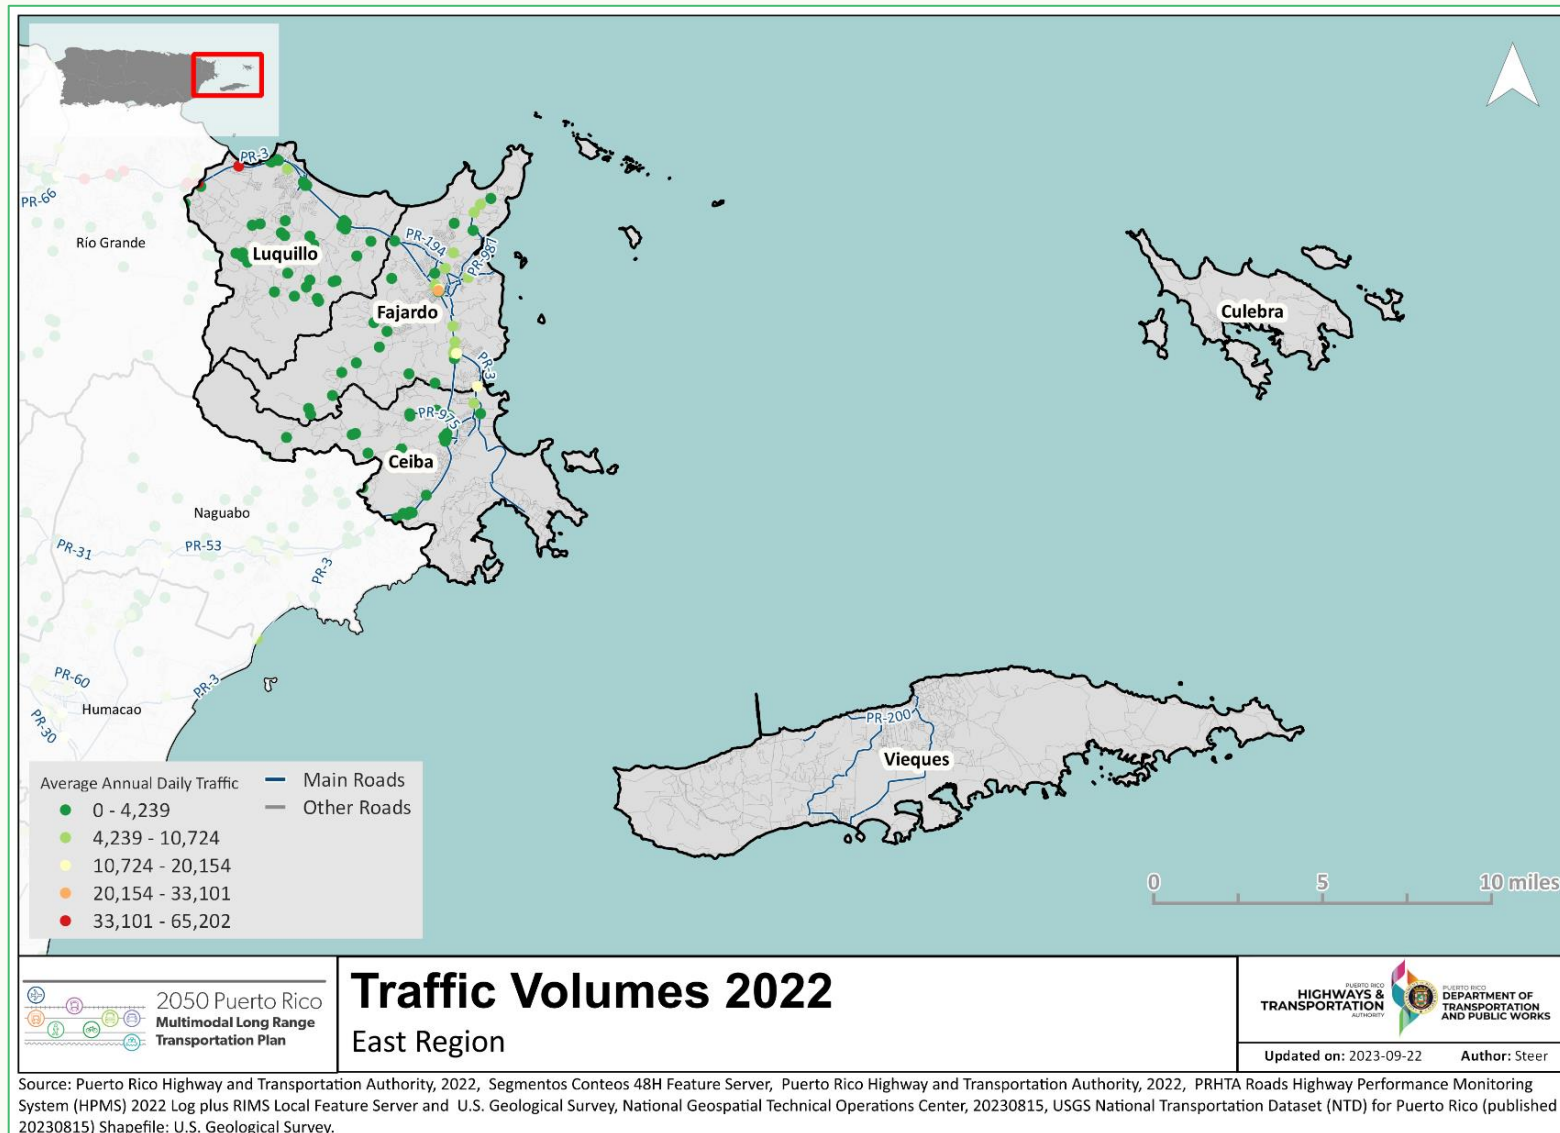 PR-3
PR-66
Río Grande
PR-194
PR-987
Luquillo
Fajardo
Culebra
PR-3
PR-975
Ceiba
Naguabo
PR-31
PR-53
PR-3
PR-60
PR-3
Humacao
PR-30
PR-200
Vieques
Average Annual Daily Traffic
0 - 4,239
4,239 - 10,724
10,724 - 20,154
20,154 - 33,101
33,101 - 65,202
Main Roads
Other Roads
0 5 10 miles
2050 Puerto Rico
Multimodal Long Range
Transportation Plan
Traffic Volumes 2022
East Region
PUERTO RICO
HIGHWAYS &
TRANSPORTATION
AUTHORITY
PUERTO RICO
DEPARTMENT OF
TRANSPORTATION
AND PUBLIC WORKS
Updated on: 2023-09-22 Author: Steer
Source: Puerto Rico Highway and Transportation Authority, 2022, Segmentos Conteos 48H Feature Server, Puerto Rico Highway and Transportation Authority, 2022, PRHTA Roads Highway Performance Monitoring
System (HPMS) 2022 Log plus RIMS Local Feature Server and U.S. Geological Survey, National Geospatial Technical Operations Center, 20230815, USGS National Transportation Dataset (NTD) for Puerto Rico (published
20230815) Shapefile: U.S. Geological Survey.